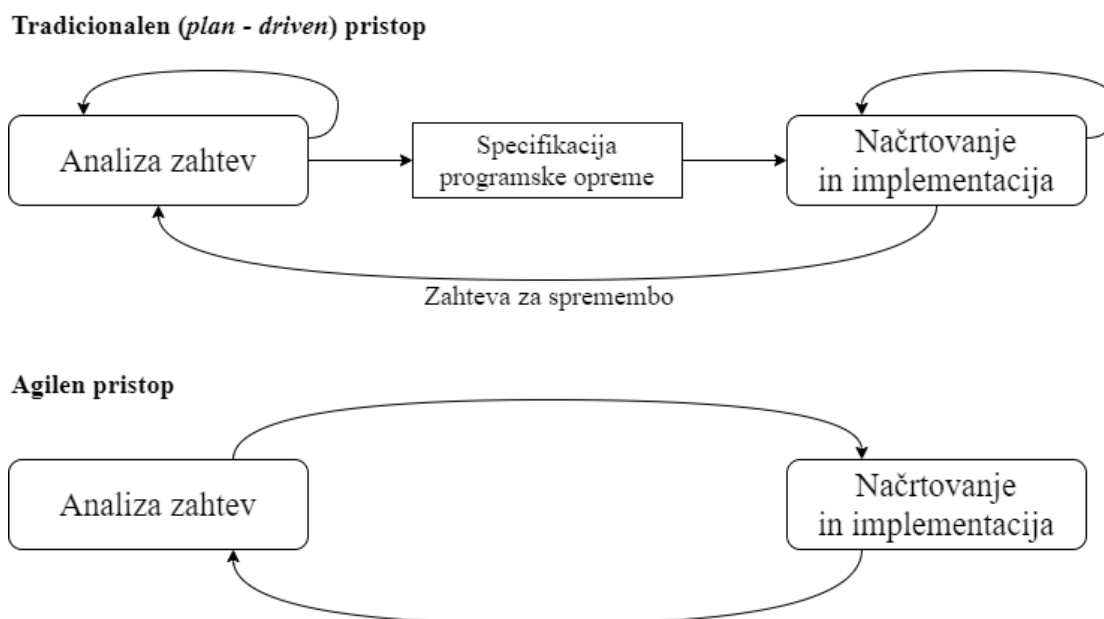 Tradicionalen (plan - driven) pristop
Analiza zahtev
Specifikacija
programske opreme
Načrtovanje
in implementacija
Zahteva za spremembo
Agilen pristop
Analiza zahtev
Načrtovanje
in implementacija